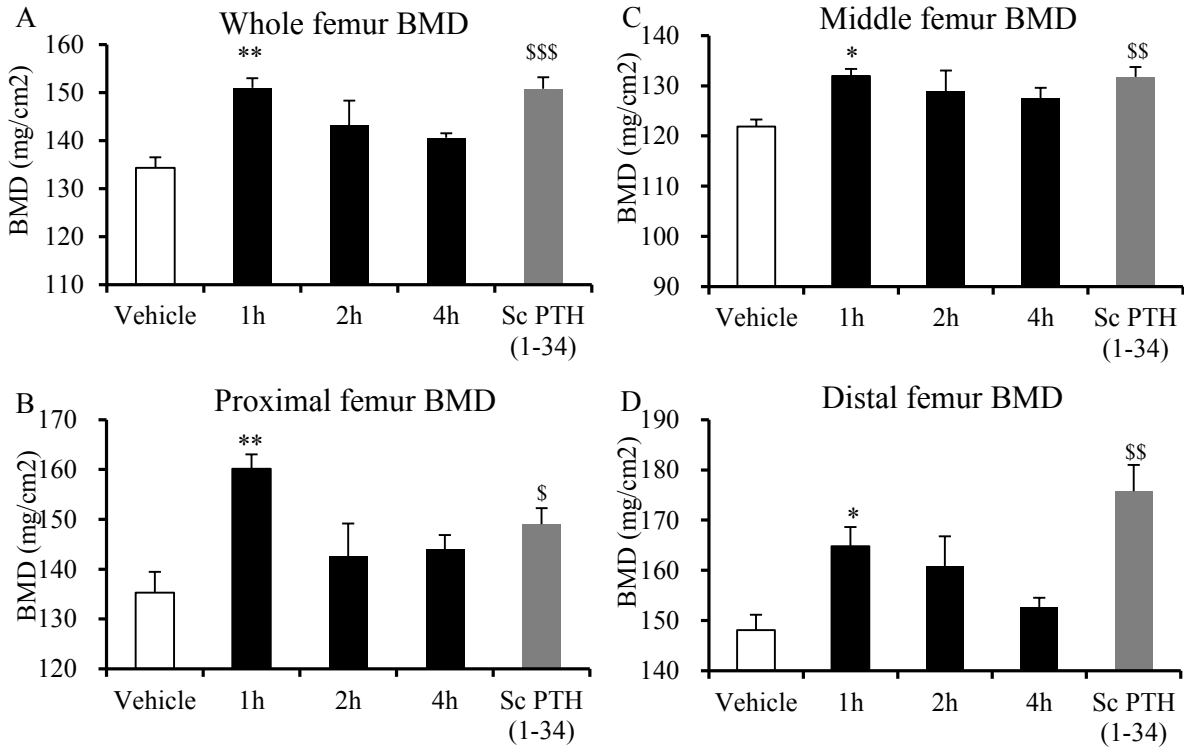 A
Whole femur BMD
BMD (mg/cm2)
160
150
140
130
120
110
**
$$$
Vehicle 1h 2h 4h Sc PTH
(1-34)
C
Middle femur BMD
BMD (mg/cm2)
140
130
120
110
100
90
*
$$
Vehicle 1h 2h 4h Sc PTH
(1-34)
B
Proximal femur BMD
BMD (mg/cm2)
170
160
150
140
130
120
**
$
Vehicle 1h 2h 4h Sc PTH
(1-34)
D
Distal femur BMD
BMD (mg/cm2)
190
180
170
160
150
140
*
$$
Vehicle 1h 2h 4h Sc PTH
(1-34)